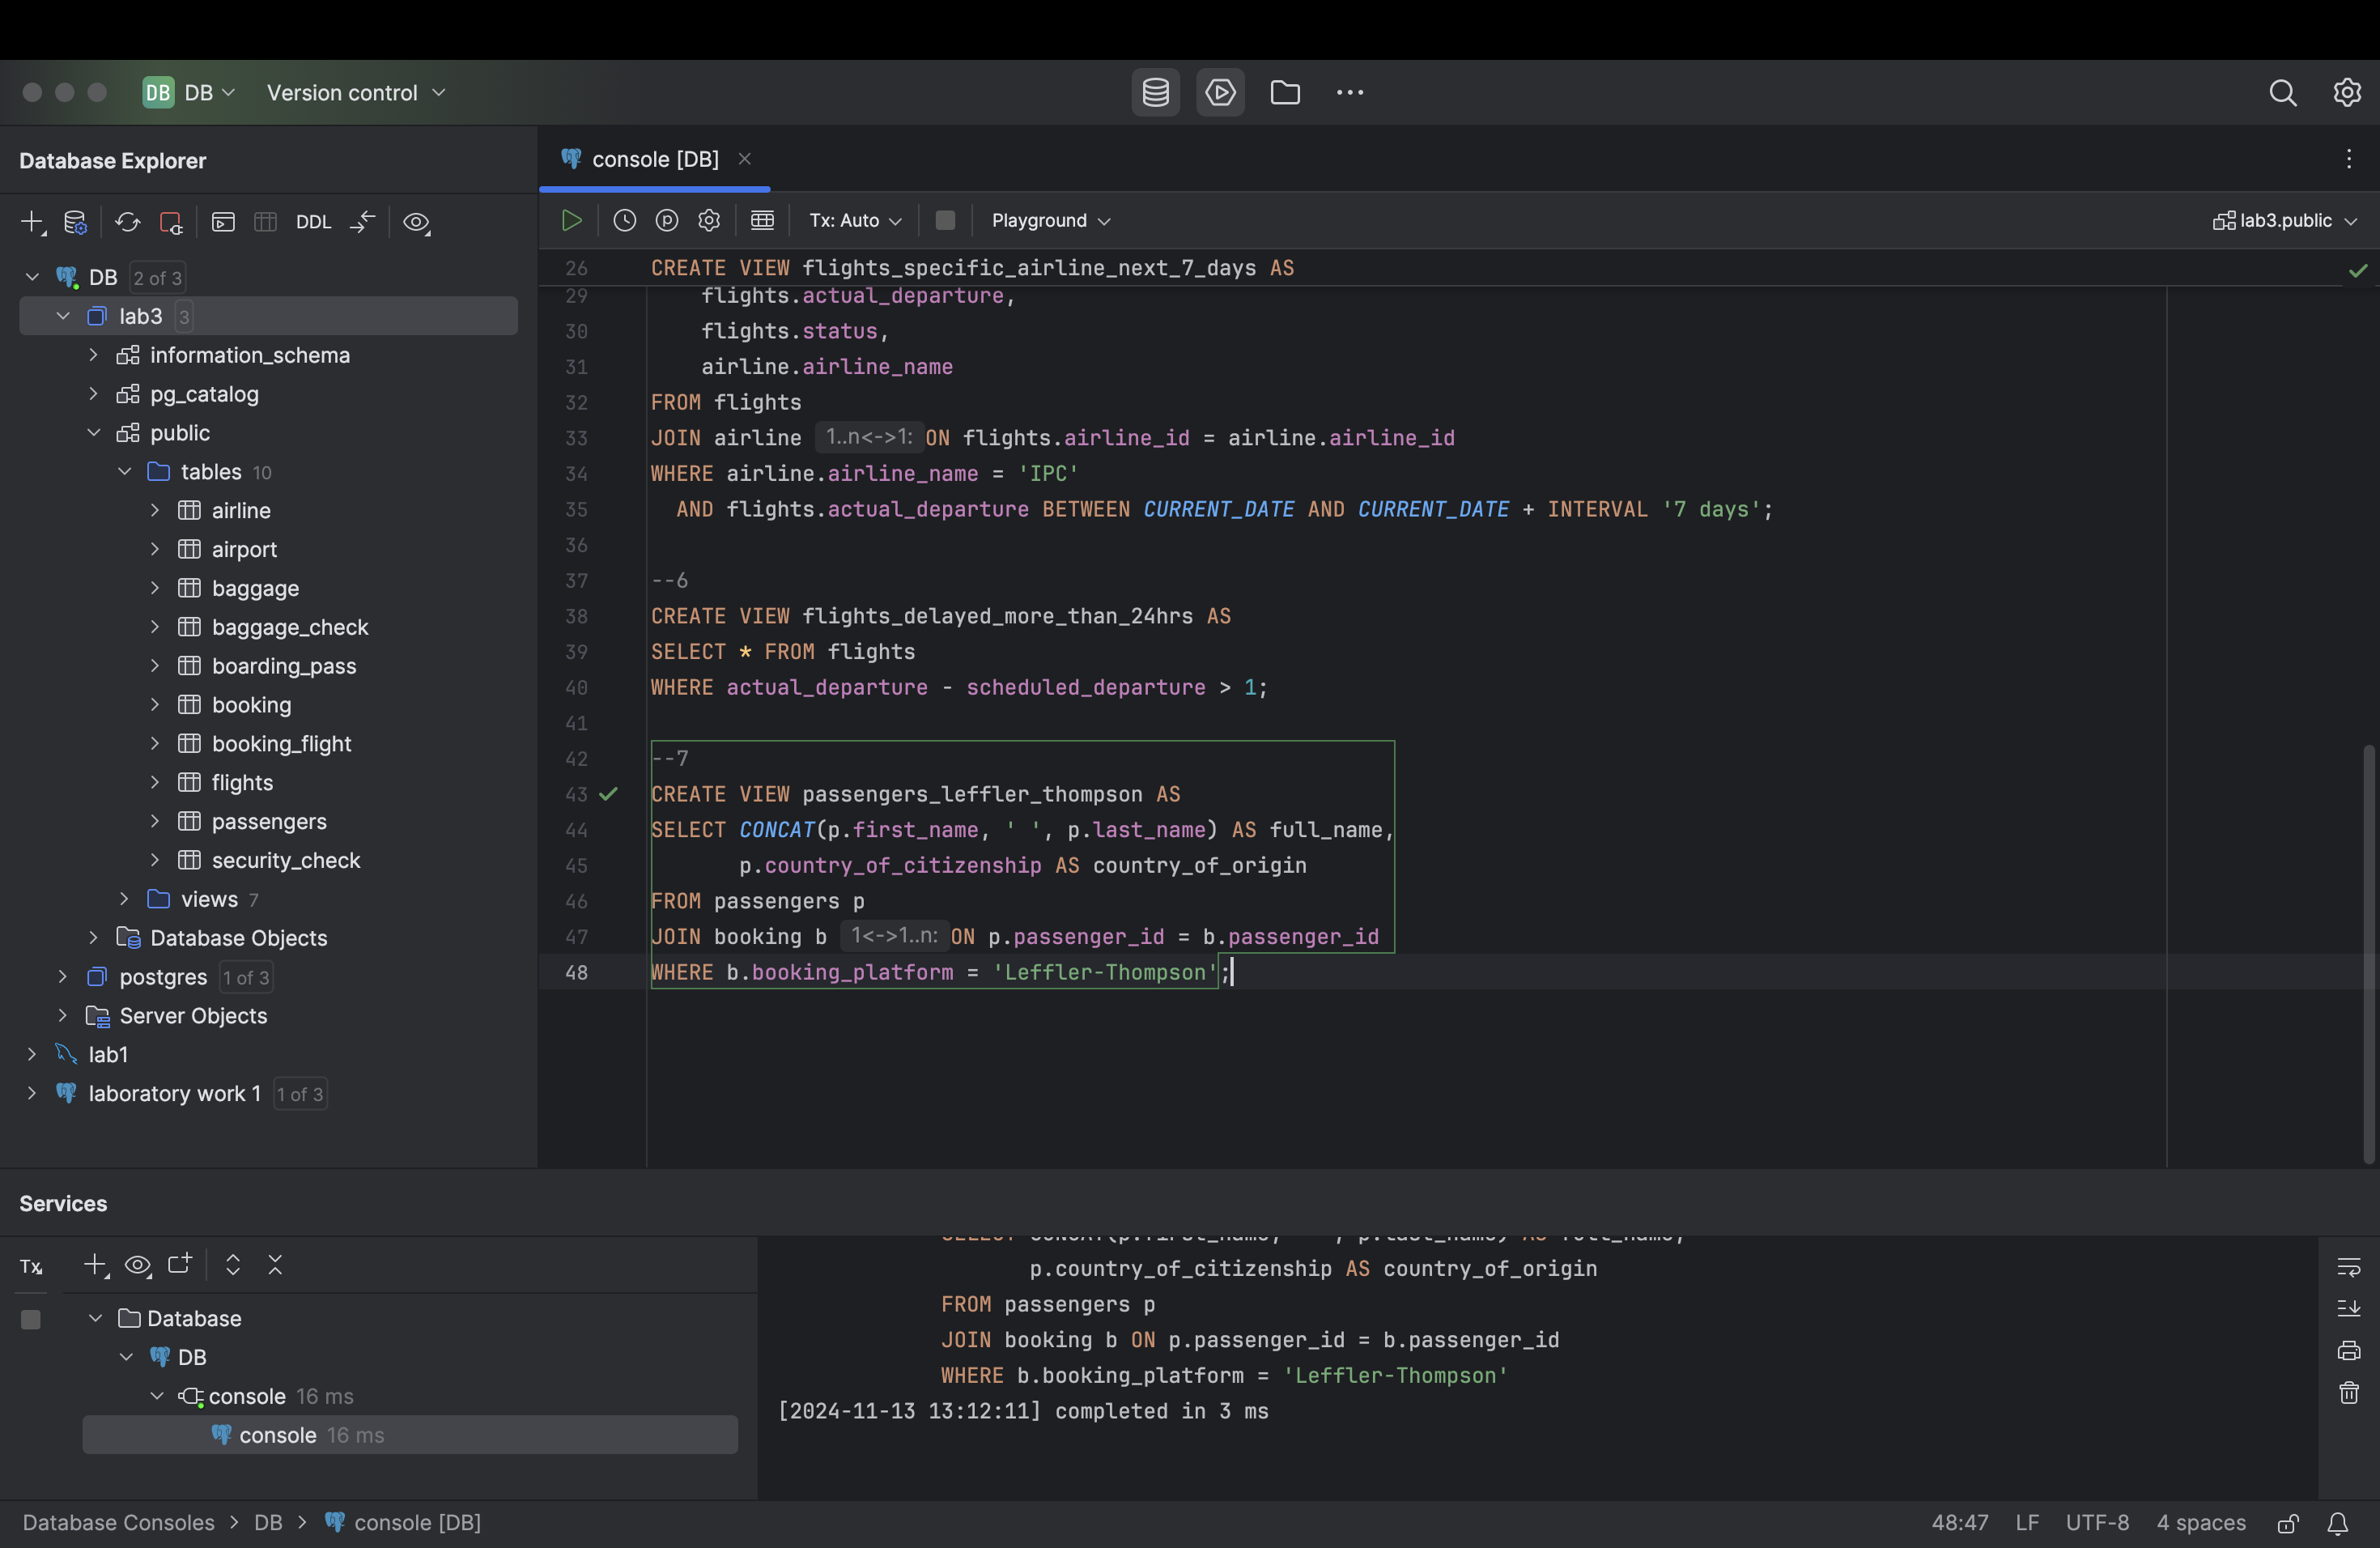 DB DB Version control
Database Explorer
console [DB]
DDL
Tx: Auto
Playground
lab3.public
DB 2 of 3
lab3 3
information_schema
pg_catalog
public
tables 10
airline
airport
baggage
baggage_check
boarding_pass
booking
booking_flight
flights
passengers
security_check
views 7
Database Objects
postgres 1 of 3
Server Objects
lab1
laboratory work 1 1 of 3
26 CREATE VIEW flights_specific_airline_next_7_days AS
29 flights.actual_departure,
30 flights.status,
31 airline.airline_name
32 FROM flights
33 JOIN airline 1..n<->1: ON flights.airline_id = airline.airline_id
34 WHERE airline.airline_name = 'IPC'
35 AND flights.actual_departure BETWEEN CURRENT_DATE AND CURRENT_DATE + INTERVAL '7 days';
36
37 --6
38 CREATE VIEW flights_delayed_more_than_24hrs AS
39 SELECT * FROM flights
40 WHERE actual_departure - scheduled_departure > 1;
41
42 --7
43 CREATE VIEW passengers_leffler_thompson AS
44 SELECT CONCAT(p.first_name, ' ', p.last_name) AS full_name,
45 p.country_of_citizenship AS country_of_origin
46 FROM passengers p
47 JOIN booking b 1<->1..n: ON p.passenger_id = b.passenger_id
48 WHERE b.booking_platform = 'Leffler-Thompson';
Services
Tx
Database
DB
console 16 ms
console 16 ms
SELECT CONCAT(p.first_name, ' ', p.last_name) AS full_name,
p.country_of_citizenship AS country_of_origin
FROM passengers p
JOIN booking b ON p.passenger_id = b.passenger_id
WHERE b.booking_platform = 'Leffler-Thompson'
[2024-11-13 13:12:11] completed in 3 ms
Database Consoles > DB > console [DB]
48:47 LF UTF-8 4 spaces